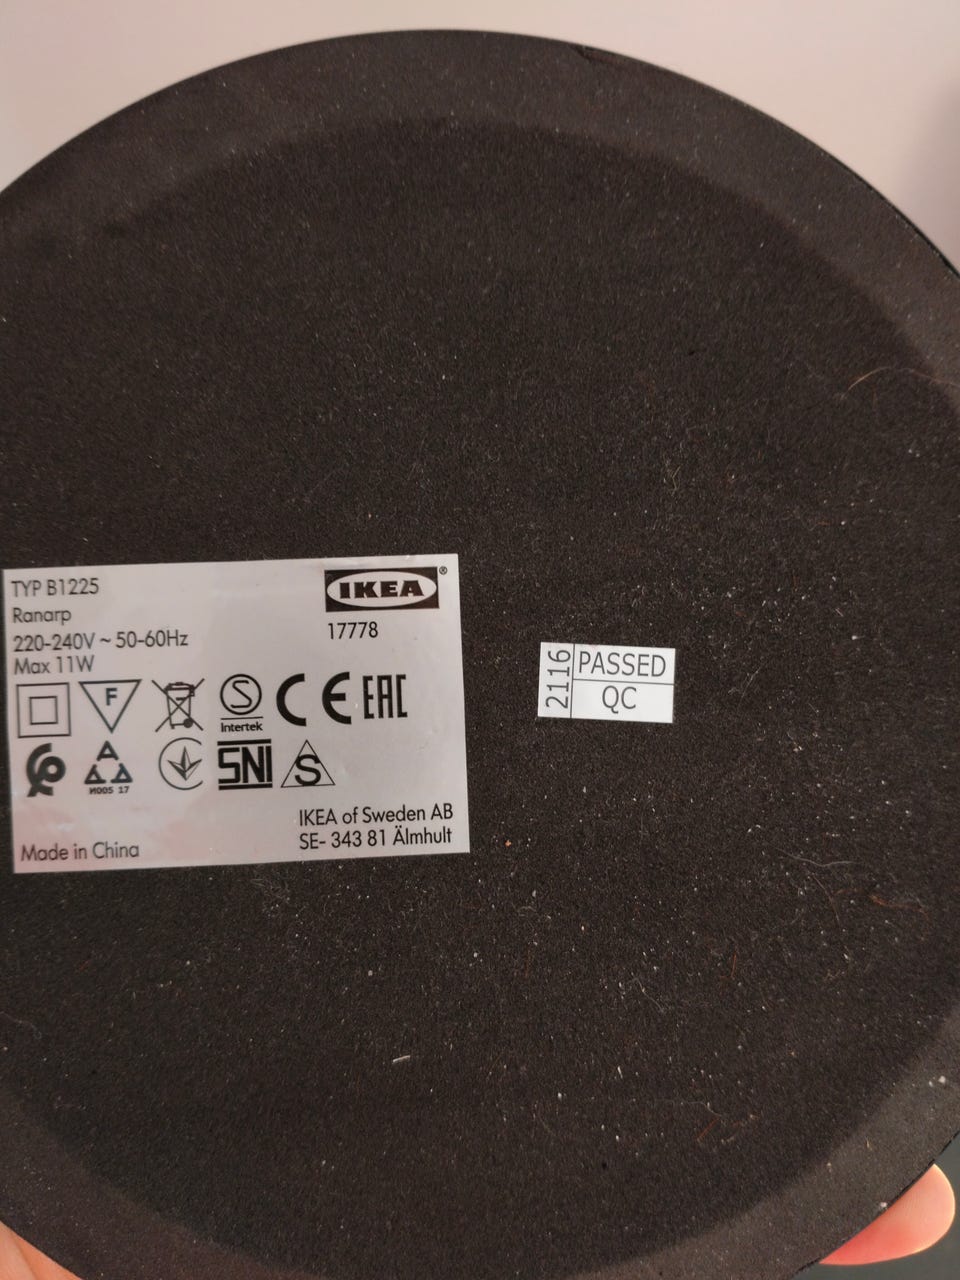 TYP B1225
Ranarp
220-240V ~ 50-60Hz
Max 11W
IKEA®
17778
F
S
Intertek
CE
EAC
A
И005 17
SNI
S
IKEA of Sweden AB
SE- 343 81 Älmhult
Made in China
2116
PASSED
QC